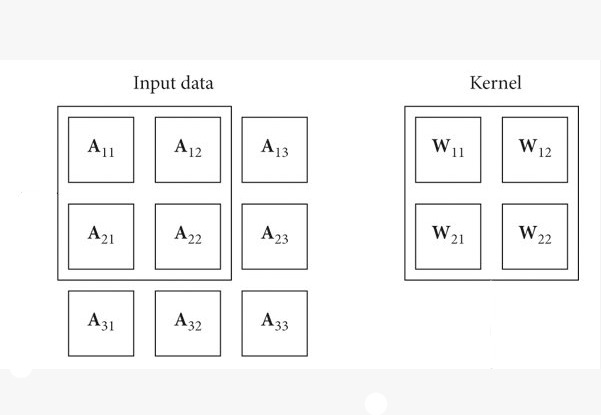 Input data
Kernel
A11 A12 A13
W11 W12
A21 A22 A23
W21 W22
A31 A32 A33